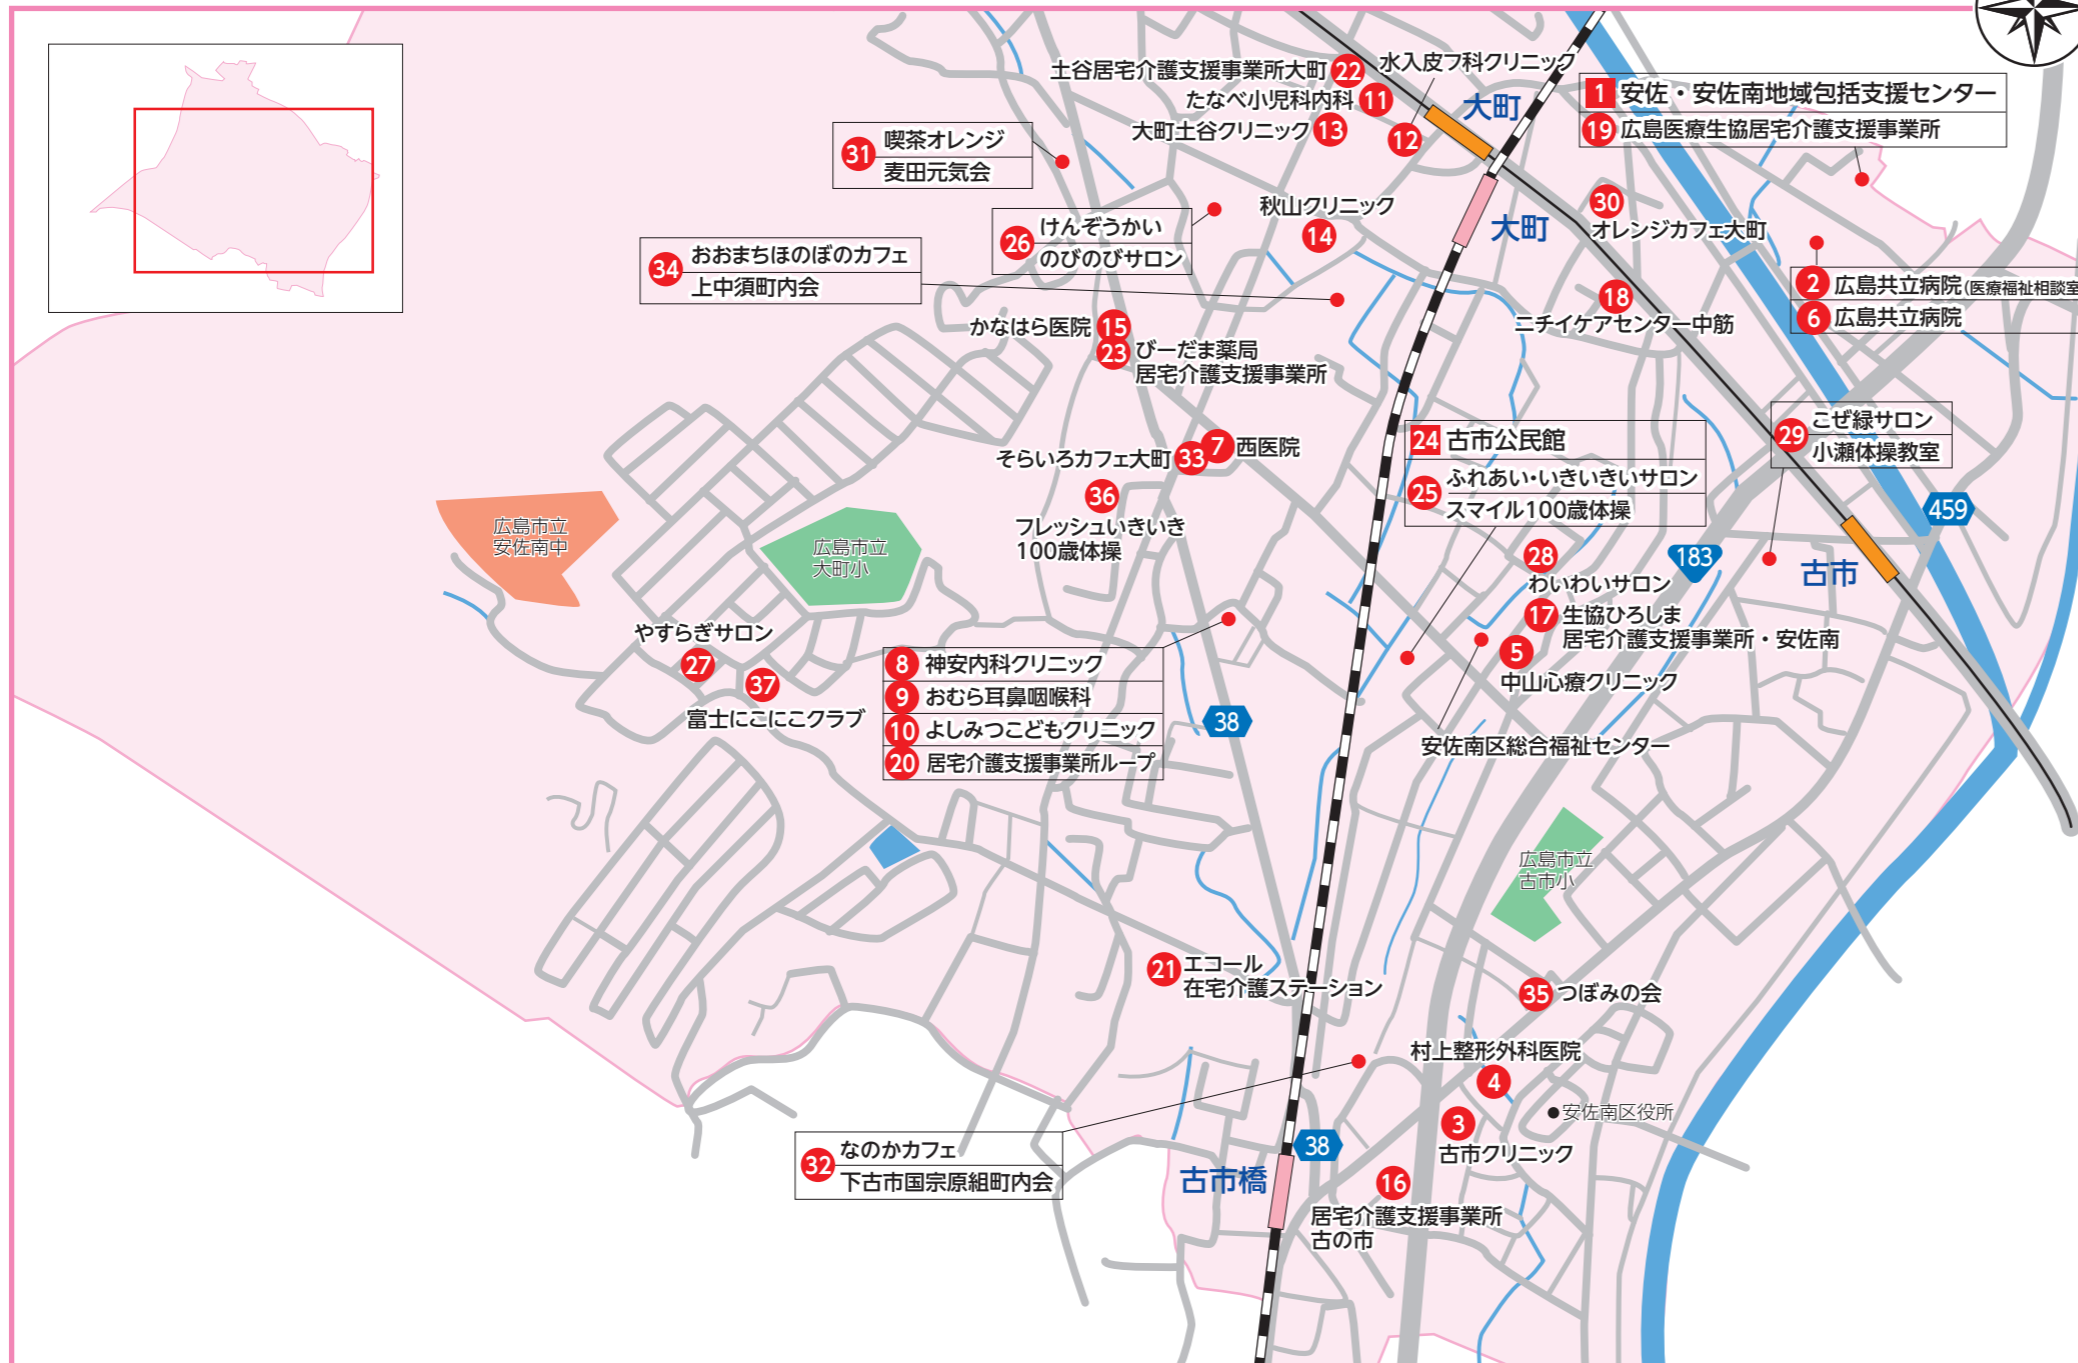 22 土谷居宅介護支援事業所大町
水入皮フ科クリニック
12
たなべ小児科内科 11
大町土谷クリニック 13
大町
1 安佐・安佐南地域包括支援センター
19 広島医療生協居宅介護支援事業所
31 喫茶オレンジ
麦田元気会
26 けんぞうかい
のびのびサロン
秋山クリニック
14
大町
30
オレンジカフェ大町
34 おおまちほのぼのカフェ
上中須町内会
2 広島共立病院(医療福祉相談室
6 広島共立病院
18
ニチイケアセンター中筋
かなはら医院 15
23 びーだま薬局
居宅介護支援事業所
29 こぜ緑サロン
小瀬体操教室
24 古市公民館
25 ふれあい・いきいきいサロン
スマイル100歳体操
そらいろカフェ大町 33
7 西医院
36
フレッシュいきいき
100歳体操
459
広島市立
安佐南中
広島市立
大町小
28
わいわいサロン
183
古市
17 生協ひろしま
居宅介護支援事業所・安佐南
5
中山心療クリニック
やすらぎサロン
27
37
富士にこにこクラブ
8 神安内科クリニック
9 おむら耳鼻咽喉科
10 よしみつこどもクリニック
20 居宅介護支援事業所ループ
38
安佐南区総合福祉センター
広島市立
古市小
21 エコール
在宅介護ステーション
35 つぼみの会
村上整形外科医院
4
安佐南区役所
3
古市クリニック
32 なのかカフェ
下古市国宗原組町内会
38
古市橋
16
居宅介護支援事業所
古の市